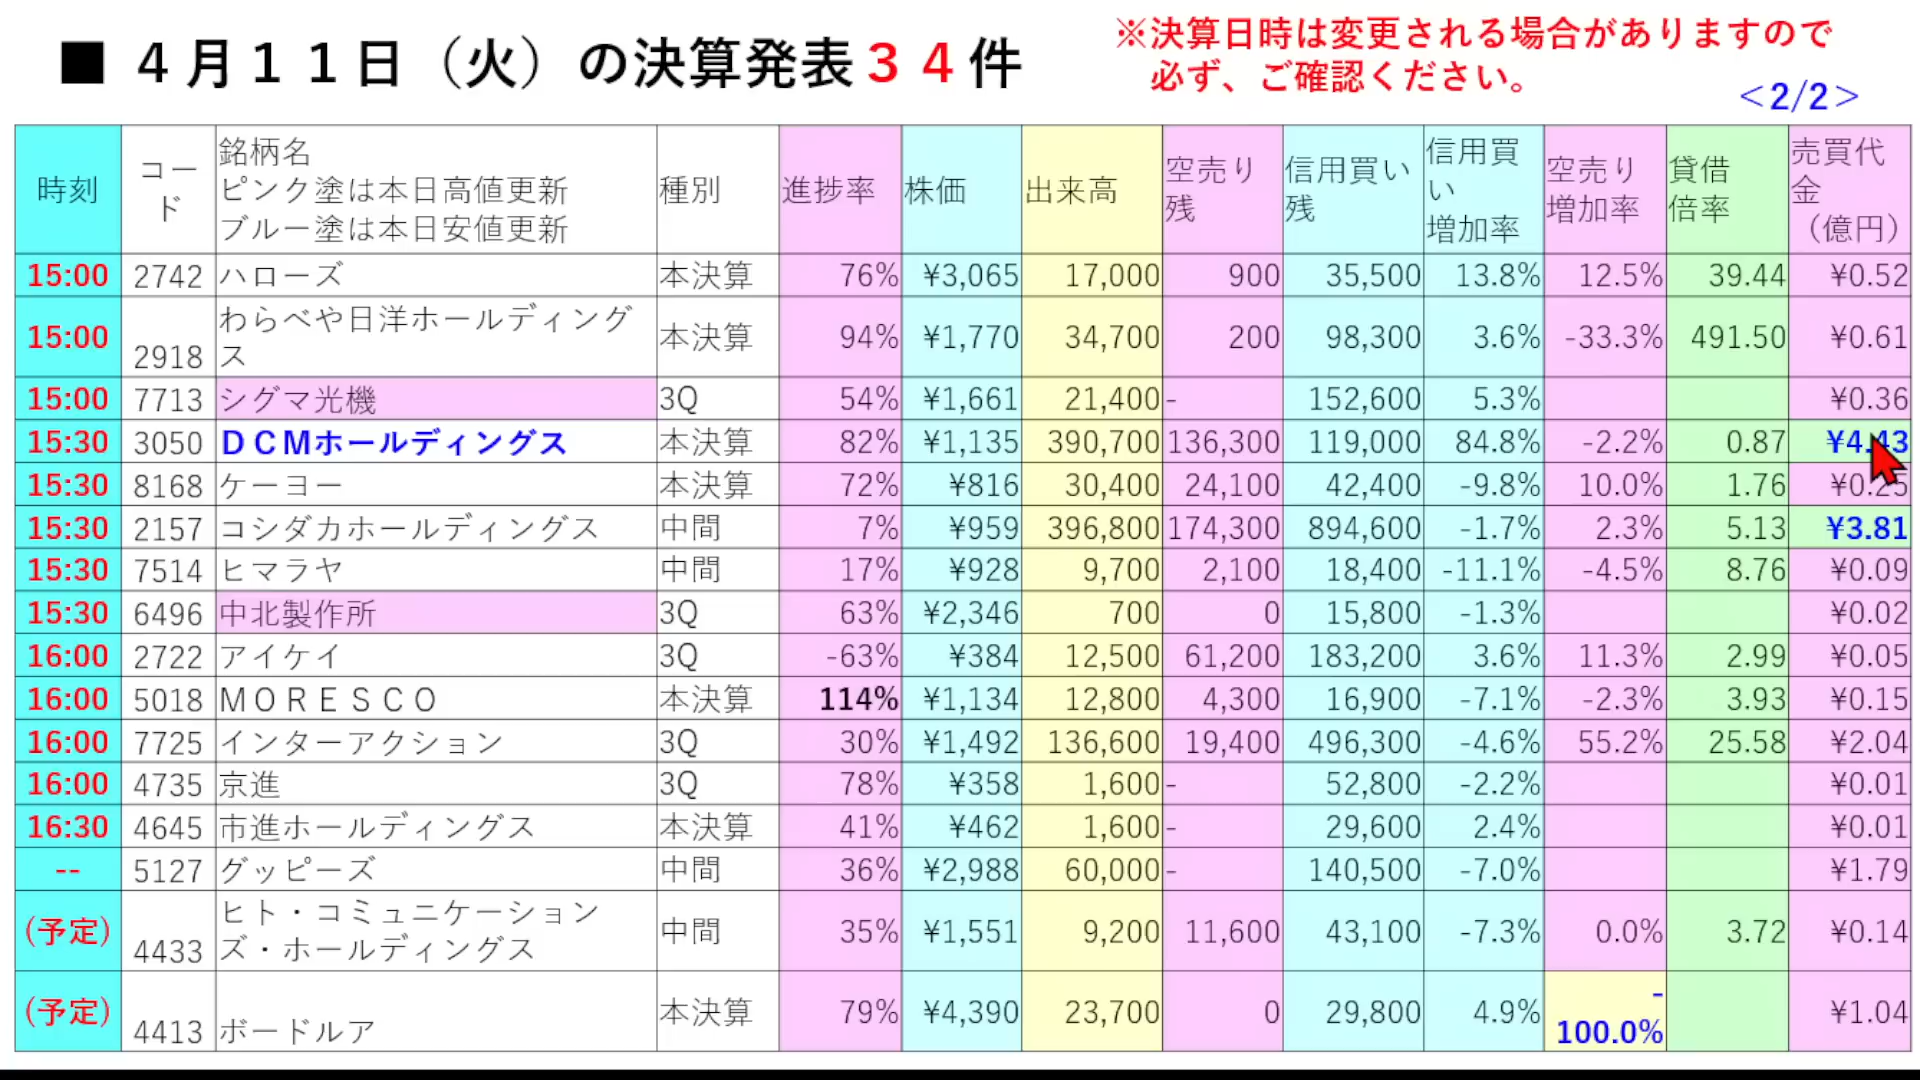 ■ 4月11日（火）の決算発表34件
※決算日時は変更される場合がありますので
必ず、ご確認ください。
＜2/2＞
時刻 コード 銘柄名 ピンク塗は本日高値更新 ブルー塗は本日安値更新 種別 進捗率 株価 出来高 空売り残 信用買い残 信用買い増加率 空売り増加率 貸借倍率 売買代金（億円）
15:00 2742 ハローズ 本決算 76% ¥3,065 17,000 900 35,500 13.8% 12.5% 39.44 ¥0.52
15:00 2918 わらべや日洋ホールディングス 本決算 94% ¥1,770 34,700 200 98,300 3.6% -33.3% 491.50 ¥0.61
15:00 7713 シグマ光機 3Q 54% ¥1,661 21,400 - 152,600 5.3% ¥0.36
15:30 3050 ＤＣＭホールディングス 本決算 82% ¥1,135 390,700 136,300 119,000 84.8% -2.2% 0.87 ¥4.43
15:30 8168 ケーヨー 本決算 72% ¥816 30,400 24,100 42,400 -9.8% 10.0% 1.76 ¥0.25
15:30 2157 コシダカホールディングス 中間 7% ¥959 396,800 174,300 894,600 -1.7% 2.3% 5.13 ¥3.81
15:30 7514 ヒマラヤ 中間 17% ¥928 9,700 2,100 18,400 -11.1% -4.5% 8.76 ¥0.09
15:30 6496 中北製作所 3Q 63% ¥2,346 700 0 15,800 -1.3% ¥0.02
16:00 2722 アイケイ 3Q -63% ¥384 12,500 61,200 183,200 3.6% 11.3% 2.99 ¥0.05
16:00 5018 ＭＯＲＥＳＣＯ 本決算 114% ¥1,134 12,800 4,300 16,900 -7.1% -2.3% 3.93 ¥0.15
16:00 7725 インターアクション 3Q 30% ¥1,492 136,600 19,400 496,300 -4.6% 55.2% 25.58 ¥2.04
16:00 4735 京進 3Q 78% ¥358 1,600 - 52,800 -2.2% ¥0.01
16:30 4645 市進ホールディングス 本決算 41% ¥462 1,600 - 29,600 2.4% ¥0.01
-- 5127 グッピーズ 中間 36% ¥2,988 60,000 - 140,500 -7.0% ¥1.79
(予定) 4433 ヒト・コミュニケーションズ・ホールディングス 中間 35% ¥1,551 9,200 11,600 43,100 -7.3% 0.0% 3.72 ¥0.14
(予定) 4413 ボードルア 本決算 79% ¥4,390 23,700 0 29,800 4.9% -100.0% ¥1.04